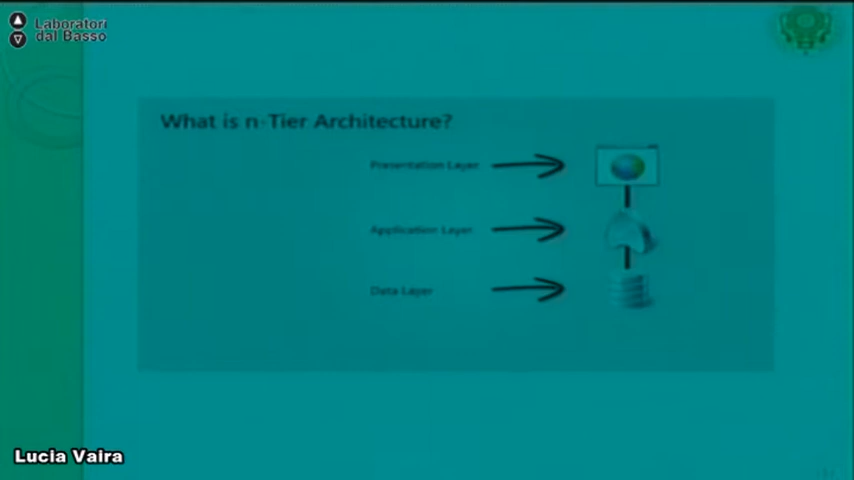 Laboratori
dal Basso
What is n-Tier Architecture?
Presentation Layer
Application Layer
Data Layer
Lucia Vaira